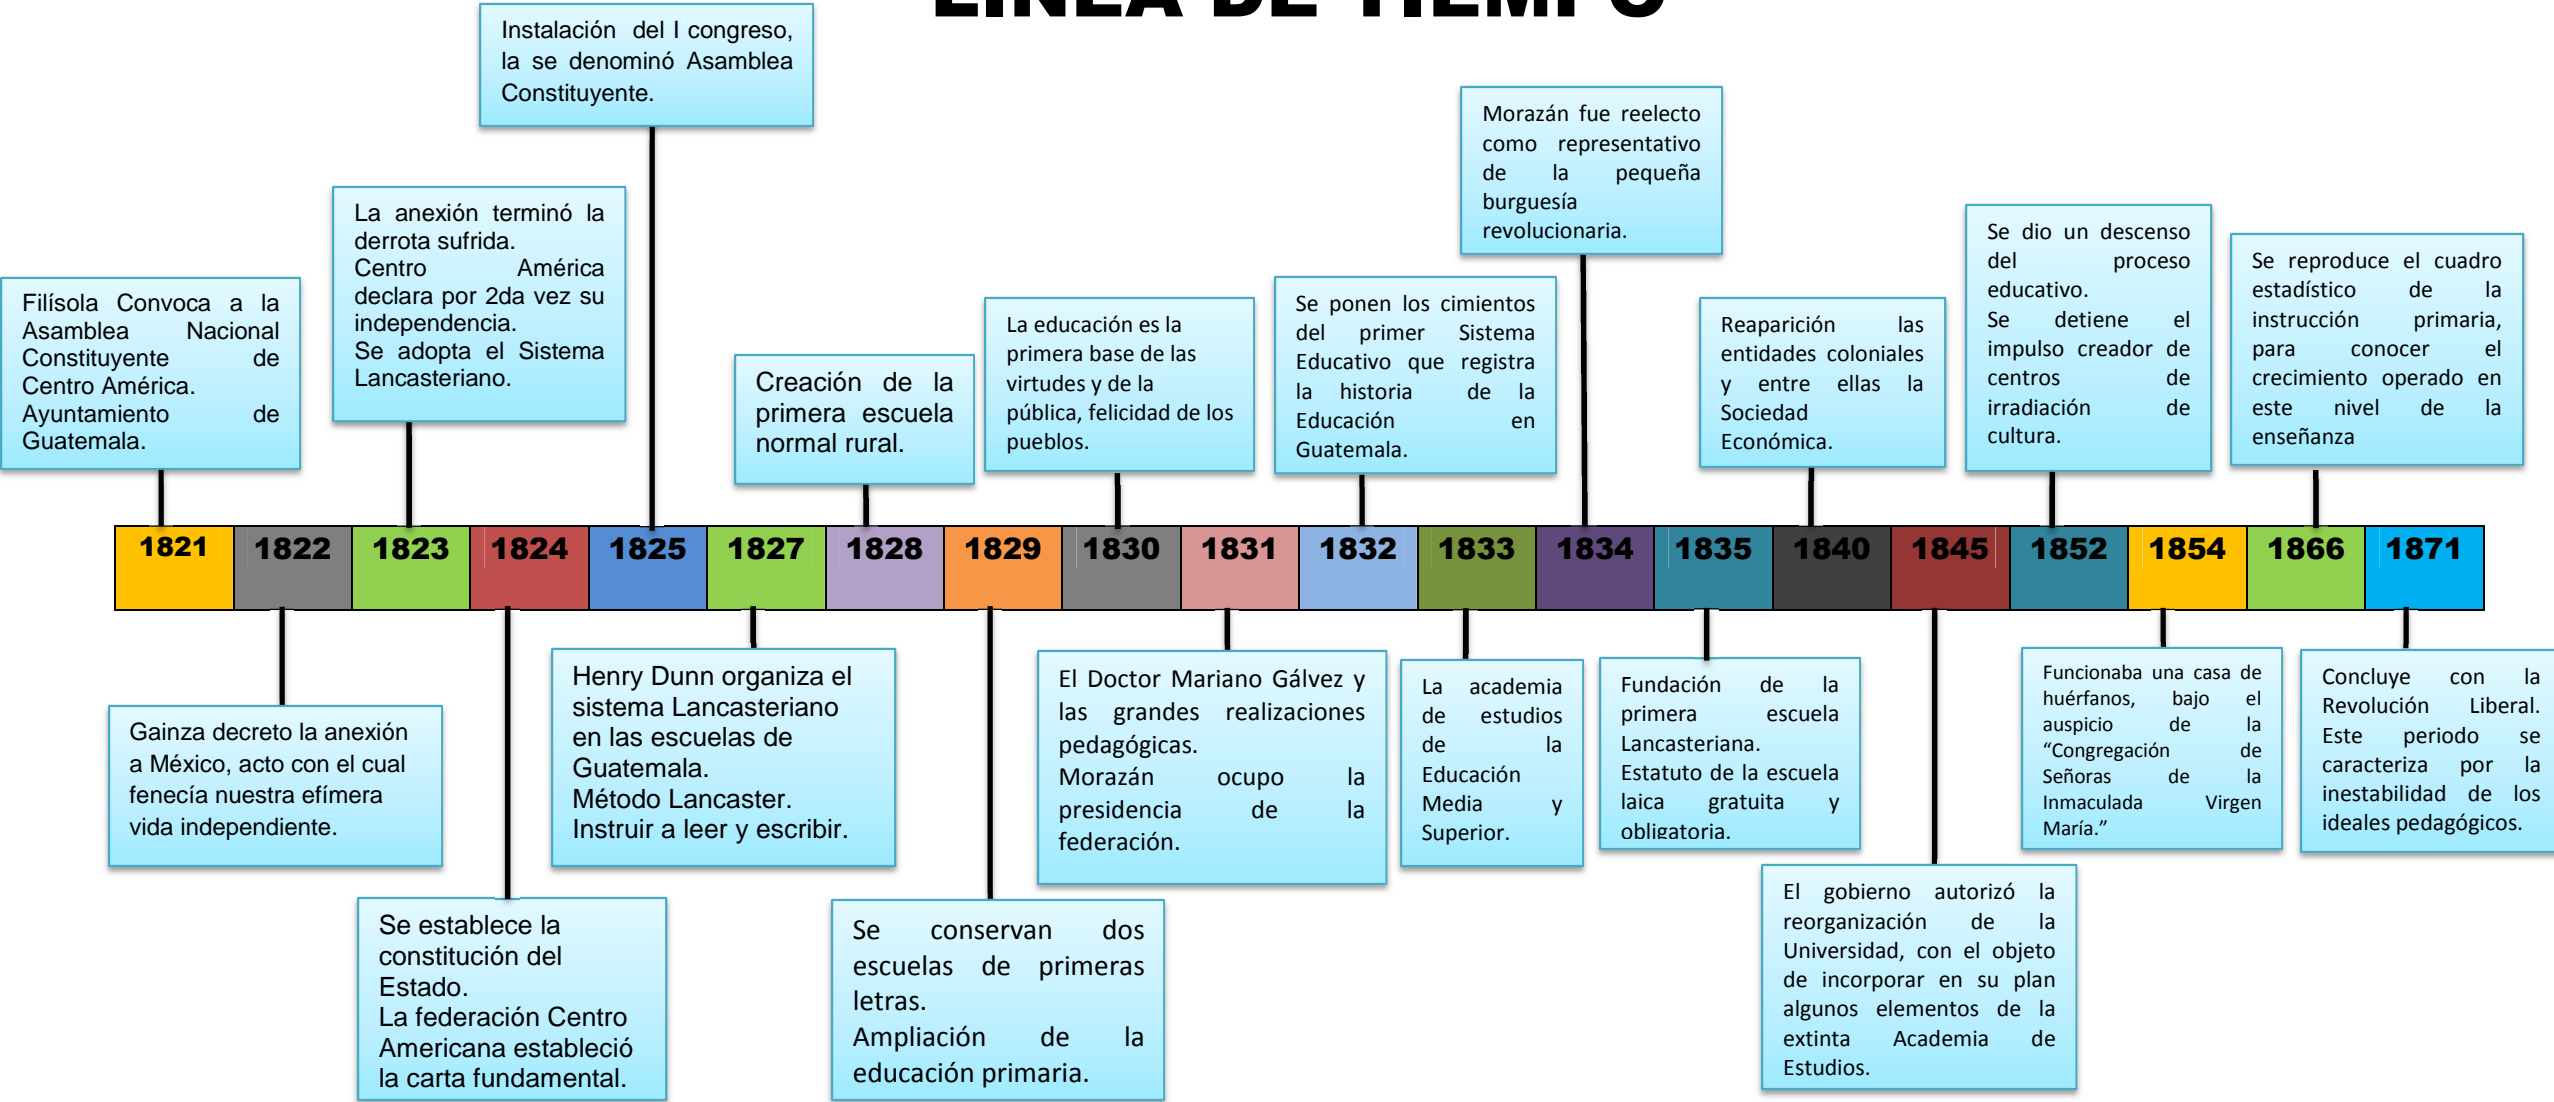 LINEA DE TIEMPO
Instalación del I congreso,
la se denominó Asamblea
Constituyente.
Morazán fue reelecto
como representativo
de la pequeña
burguesía
revolucionaria.
La anexión terminó la
derrota sufrida.
Centro América
declara por 2da vez su
independencia.
Se adopta el Sistema
Lancasteriano.
Se dio un descenso
del proceso
educativo.
Se detiene el
impulso creador de
centros de
irradiación de
cultura.
Se reproduce el cuadro
estadístico de la
instrucción primaria,
para conocer el
crecimiento operado en
este nivel de la
enseñanza
Filísola Convoca a la
Asamblea Nacional
Constituyente de
Centro América.
Ayuntamiento de
Guatemala.
Creación de la
primera escuela
normal rural.
La educación es la
primera base de las
virtudes y de la
pública, felicidad de los
pueblos.
Se ponen los cimientos
del primer Sistema
Educativo que registra
la historia de la
Educación en
Guatemala.
Reaparición las
entidades coloniales
y entre ellas la
Sociedad
Económica.
1821 1822 1823 1824 1825 1827 1828 1829 1830 1831 1832 1833 1834 1835 1840 1845 1852 1854 1866 1871
Gainza decreto la anexión
a México, acto con el cual
fenecía nuestra efímera
vida independiente.
Henry Dunn organiza el
sistema Lancasteriano
en las escuelas de
Guatemala.
Método Lancaster.
Instruir a leer y escribir.
El Doctor Mariano Gálvez y
las grandes realizaciones
pedagógicas.
Morazán ocupo la
presidencia de la
federación.
La academia
de estudios
de la
Educación
Media y
Superior.
Fundación de la
primera escuela
Lancasteriana.
Estatuto de la escuela
laica gratuita y
obligatoria.
Funcionaba una casa de
huérfanos, bajo el
auspicio de la
“Congregación de
Señoras de la
Inmaculada Virgen
María.”
Concluye con la
Revolución Liberal.
Este periodo se
caracteriza por la
inestabilidad de los
ideales pedagógicos.
Se establece la
constitución del
Estado.
La federación Centro
Americana estableció
la carta fundamental.
Se conservan dos
escuelas de primeras
letras.
Ampliación de la
educación primaria.
El gobierno autorizó la
reorganización de la
Universidad, con el objeto
de incorporar en su plan
algunos elementos de la
extinta Academia de
Estudios.